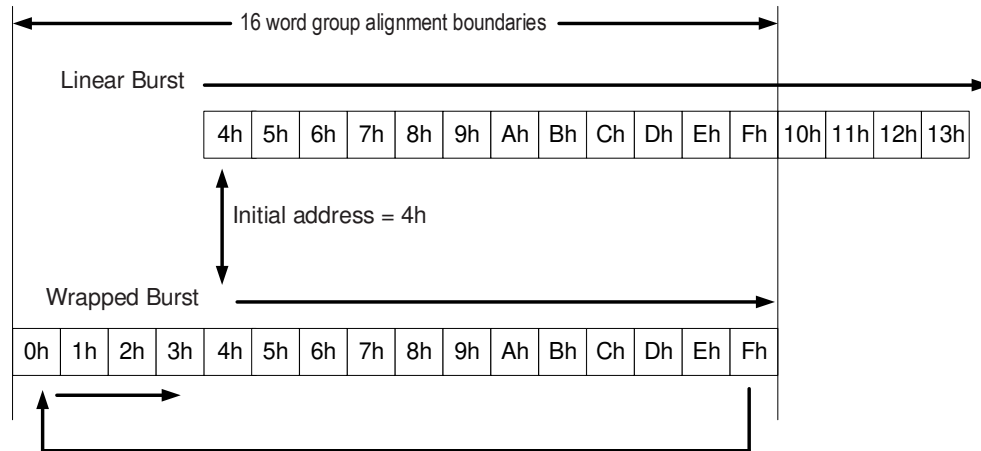 16 word group alignment boundaries
Linear Burst
4h 5h 6h 7h 8h 9h Ah Bh Ch Dh Eh Fh 10h 11h 12h 13h
Initial address = 4h
Wrapped Burst
0h 1h 2h 3h 4h 5h 6h 7h 8h 9h Ah Bh Ch Dh Eh Fh